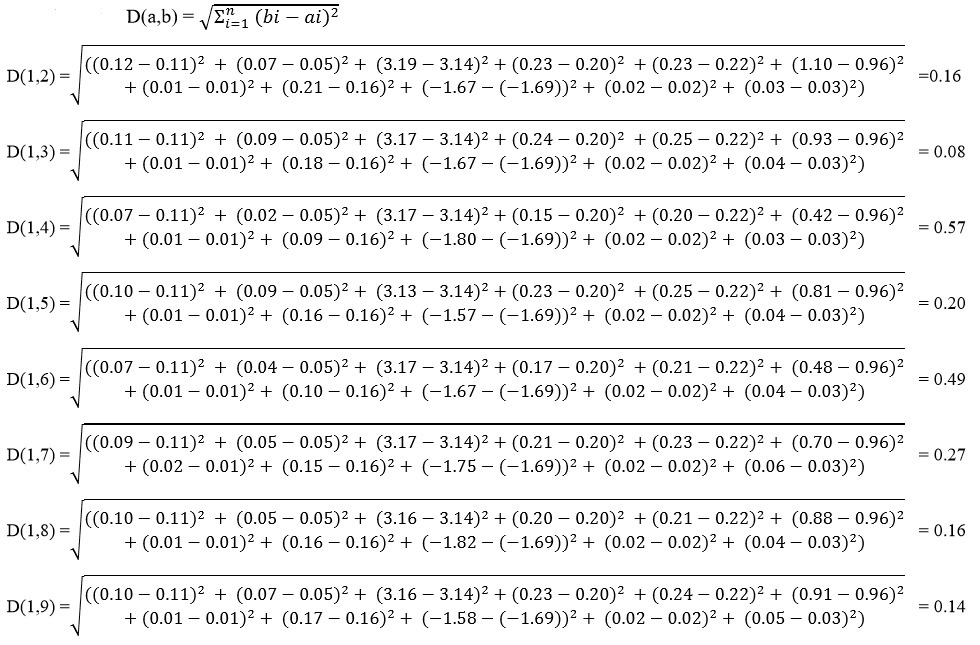 D(a,b) = √Σⁿᵢ₌₁ (bi − ai)²
((0.12 − 0.11)² + (0.07 − 0.05)² + (3.19 − 3.14)² + (0.23 − 0.20)² + (0.23 − 0.22)² + (1.10 − 0.96)²
D(1,2) = √ =0.16
+ (0.01 − 0.01)² + (0.21 − 0.16)² + (−1.67 − (−1.69))² + (0.02 − 0.02)² + (0.03 − 0.03)²)
((0.11 − 0.11)² + (0.09 − 0.05)² + (3.17 − 3.14)² + (0.24 − 0.20)² + (0.25 − 0.22)² + (0.93 − 0.96)²
D(1,3) = √ = 0.08
+ (0.01 − 0.01)² + (0.18 − 0.16)² + (−1.67 − (−1.69))² + (0.02 − 0.02)² + (0.04 − 0.03)²)
((0.07 − 0.11)² + (0.02 − 0.05)² + (3.17 − 3.14)² + (0.15 − 0.20)² + (0.20 − 0.22)² + (0.42 − 0.96)²
D(1,4) = √ = 0.57
+ (0.01 − 0.01)² + (0.09 − 0.16)² + (−1.80 − (−1.69))² + (0.02 − 0.02)² + (0.03 − 0.03)²)
((0.10 − 0.11)² + (0.09 − 0.05)² + (3.13 − 3.14)² + (0.23 − 0.20)² + (0.25 − 0.22)² + (0.81 − 0.96)²
D(1,5) = √ = 0.20
+ (0.01 − 0.01)² + (0.16 − 0.16)² + (−1.57 − (−1.69))² + (0.02 − 0.02)² + (0.04 − 0.03)²)
((0.07 − 0.11)² + (0.04 − 0.05)² + (3.17 − 3.14)² + (0.17 − 0.20)² + (0.21 − 0.22)² + (0.48 − 0.96)²
D(1,6) = √ = 0.49
+ (0.01 − 0.01)² + (0.10 − 0.16)² + (−1.67 − (−1.69))² + (0.02 − 0.02)² + (0.04 − 0.03)²)
((0.09 − 0.11)² + (0.05 − 0.05)² + (3.17 − 3.14)² + (0.21 − 0.20)² + (0.23 − 0.22)² + (0.70 − 0.96)²
D(1,7) = √ = 0.27
+ (0.02 − 0.01)² + (0.15 − 0.16)² + (−1.75 − (−1.69))² + (0.02 − 0.02)² + (0.06 − 0.03)²)
((0.10 − 0.11)² + (0.05 − 0.05)² + (3.16 − 3.14)² + (0.20 − 0.20)² + (0.21 − 0.22)² + (0.88 − 0.96)²
D(1,8) = √ = 0.16
+ (0.01 − 0.01)² + (0.16 − 0.16)² + (−1.82 − (−1.69))² + (0.02 − 0.02)² + (0.04 − 0.03)²)
((0.10 − 0.11)² + (0.07 − 0.05)² + (3.16 − 3.14)² + (0.23 − 0.20)² + (0.24 − 0.22)² + (0.91 − 0.96)²
D(1,9) = √ = 0.14
+ (0.01 − 0.01)² + (0.17 − 0.16)² + (−1.58 − (−1.69))² + (0.02 − 0.02)² + (0.05 − 0.03)²)